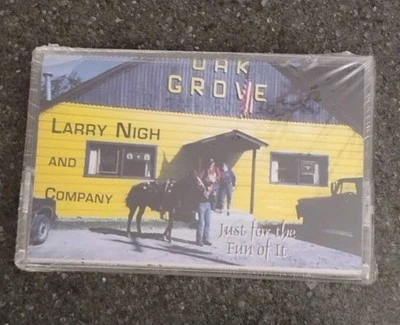 OAK
GROVE
LARRY NIGH
AND
COMPANY
Just for the
Fun of It